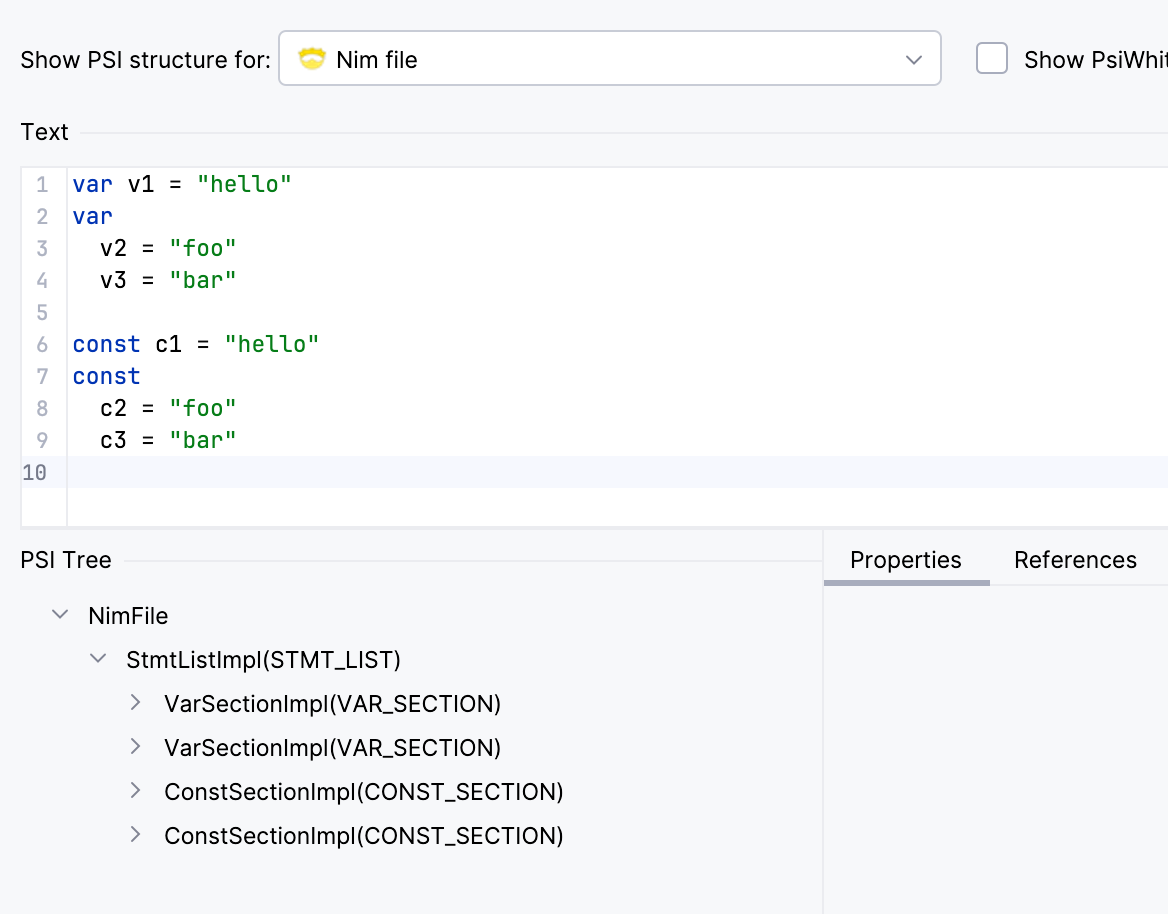 Show PSI structure for: Nim file Show PsiWhit
Text
1 var v1 = "hello"
2 var
3   v2 = "foo"
4   v3 = "bar"
5
6 const c1 = "hello"
7 const
8   c2 = "foo"
9   c3 = "bar"
10
PSI Tree
Properties References
NimFile
StmtListImpl(STMT_LIST)
VarSectionImpl(VAR_SECTION)
VarSectionImpl(VAR_SECTION)
ConstSectionImpl(CONST_SECTION)
ConstSectionImpl(CONST_SECTION)